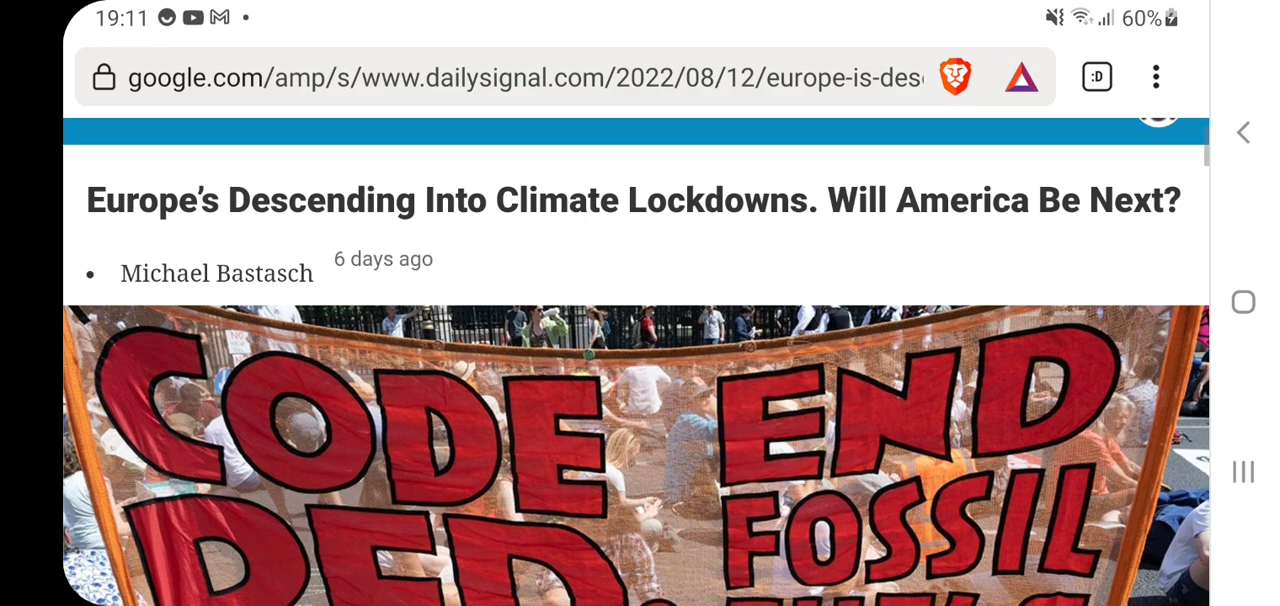 19:11
60%
google.com/amp/s/www.dailysignal.com/2022/08/12/europe-is-des
:D
Europe's Descending Into Climate Lockdowns. Will America Be Next?
• Michael Bastasch 6 days ago
CODE END
RED FOSSIL